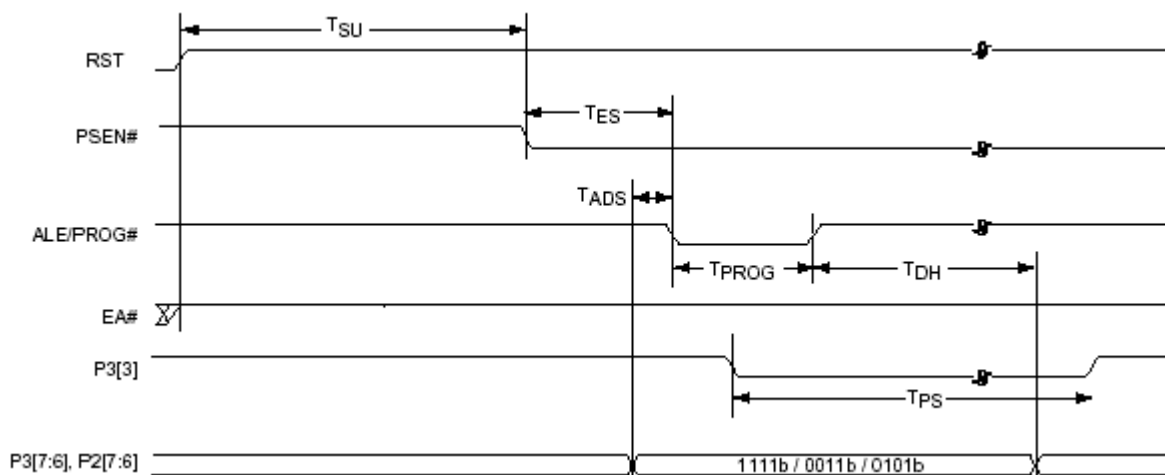 TSU
RST
TES
PSEN#
TADS
ALE/PROG#
TPROG
TDH
EA#
P3[3]
TPS
P3[7:6], P2[7:6]
1111b / 0011b / 0101b